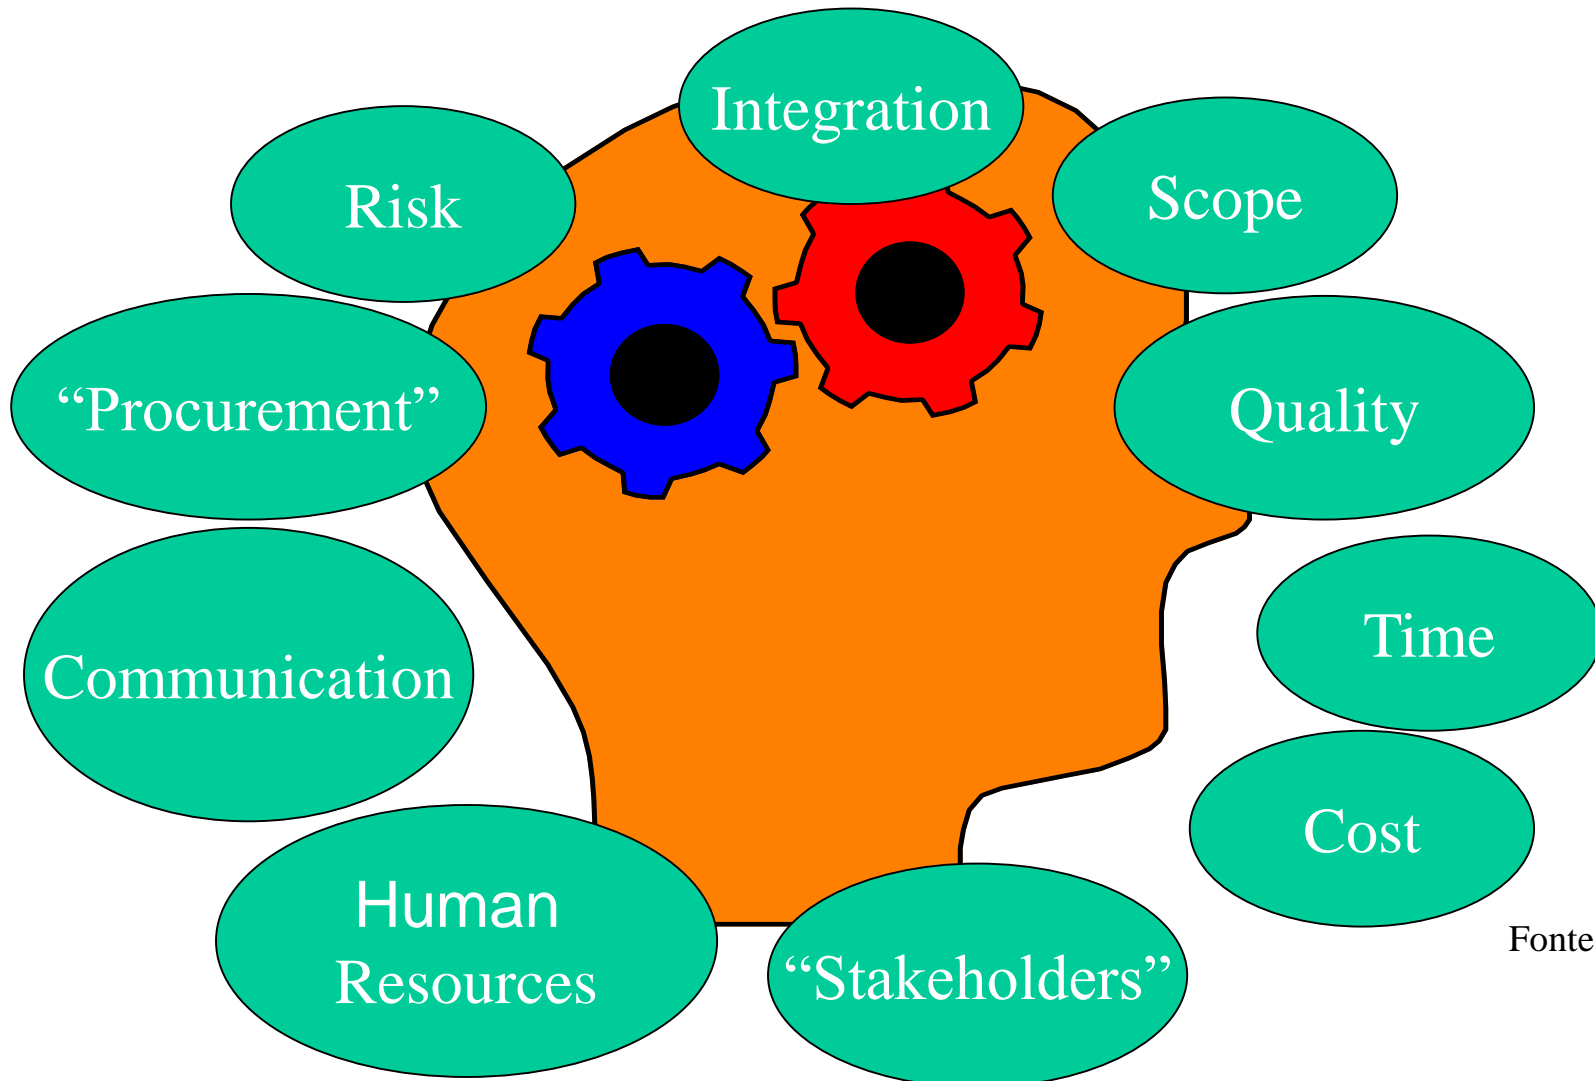 Integration
Scope
Risk
“Procurement”
Quality
Time
Communication
Cost
Human
Resources
“Stakeholders”
Fonte